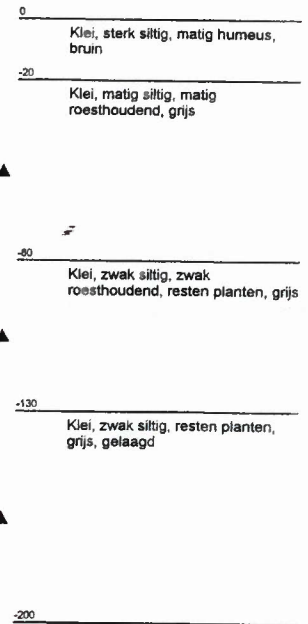 0
Klei, sterk siltig, matig humeus,
bruin
-20
Klei, matig siltig, matig
roesthoudend, grijs
-80
Klei, zwak siltig, zwak
roesthoudend, resten planten, grijs
-130
Klei, zwak siltig, resten planten,
grijs, gelaagd
-200